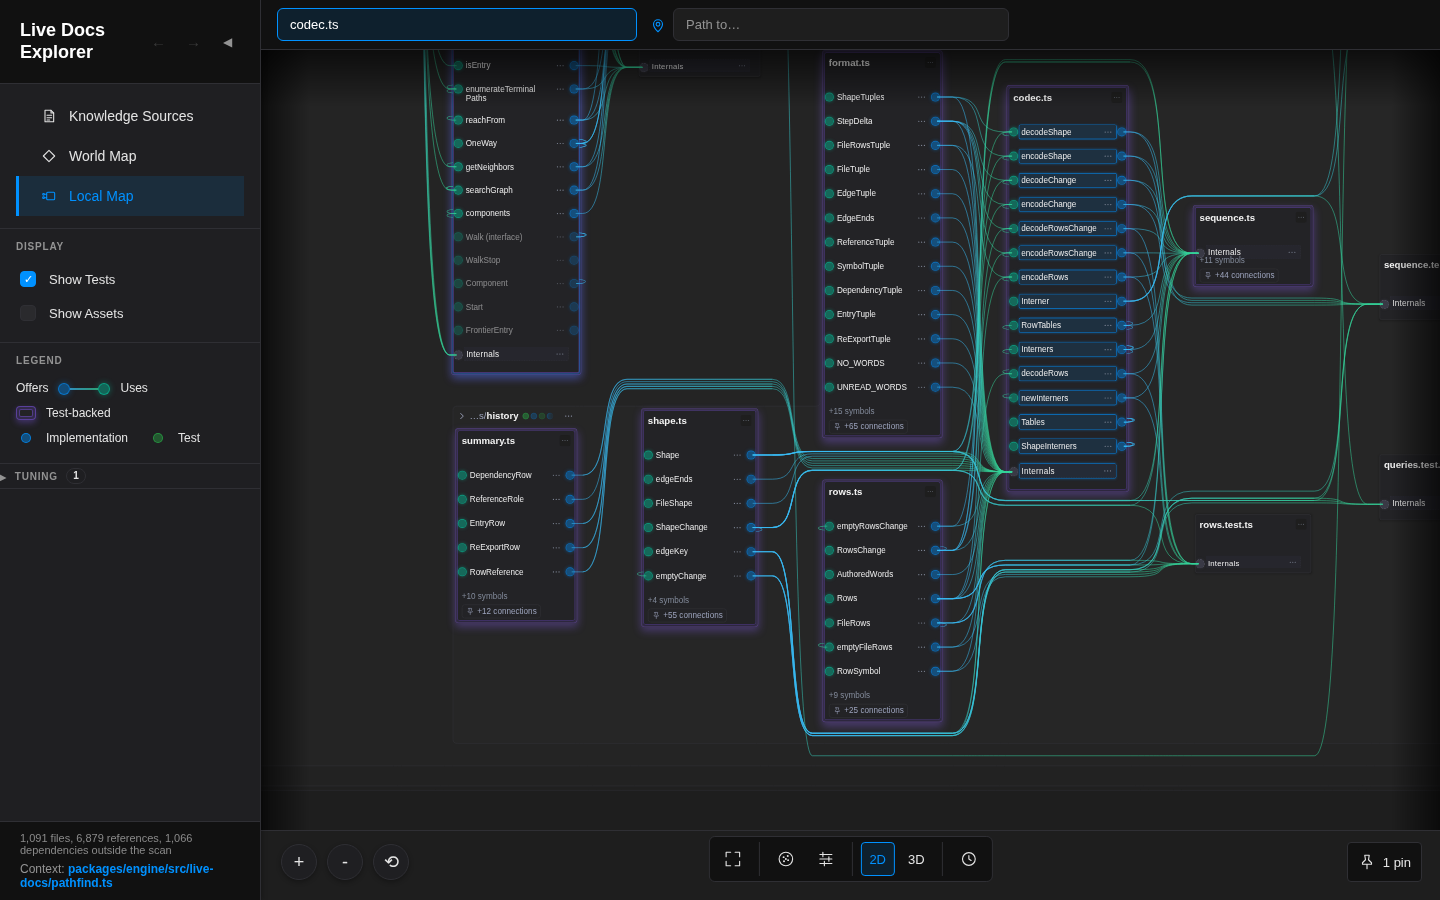 Live Docs
Explorer
codec.ts
Path to…
Knowledge Sources
World Map
Local Map
DISPLAY
Show Tests
Show Assets
LEGEND
Offers
Uses
Test-backed
Implementation
Test
TUNING 1
1,091 files, 6,879 references, 1,066
dependencies outside the scan
Context: packages/engine/src/live-
docs/pathfind.ts
isEntry
enumerateTerminal
Paths
reachFrom
OneWay
getNeighbors
searchGraph
components
Walk (interface)
WalkStop
Component
Start
FrontierEntry
Internals
Internals
…s/history
summary.ts
DependencyRow
ReferenceRole
EntryRow
ReExportRow
RowReference
+10 symbols
+12 connections
shape.ts
Shape
edgeEnds
FileShape
ShapeChange
edgeKey
emptyChange
+4 symbols
+55 connections
format.ts
ShapeTuples
StepDelta
FileRowsTuple
FileTuple
EdgeTuple
EdgeEnds
ReferenceTuple
SymbolTuple
DependencyTuple
EntryTuple
ReExportTuple
NO_WORDS
UNREAD_WORDS
+15 symbols
+65 connections
rows.ts
emptyRowsChange
RowsChange
AuthoredWords
Rows
FileRows
emptyFileRows
RowSymbol
+9 symbols
+25 connections
codec.ts
decodeShape
encodeShape
decodeChange
encodeChange
decodeRowsChange
encodeRowsChange
encodeRows
Interner
RowTables
Interners
decodeRows
newInterners
Tables
ShapeInterners
Internals
sequence.ts
Internals
+11 symbols
+44 connections
rows.test.ts
Internals
sequence.te
Internals
queries.test.
Internals
+
-
2D
3D
1 pin